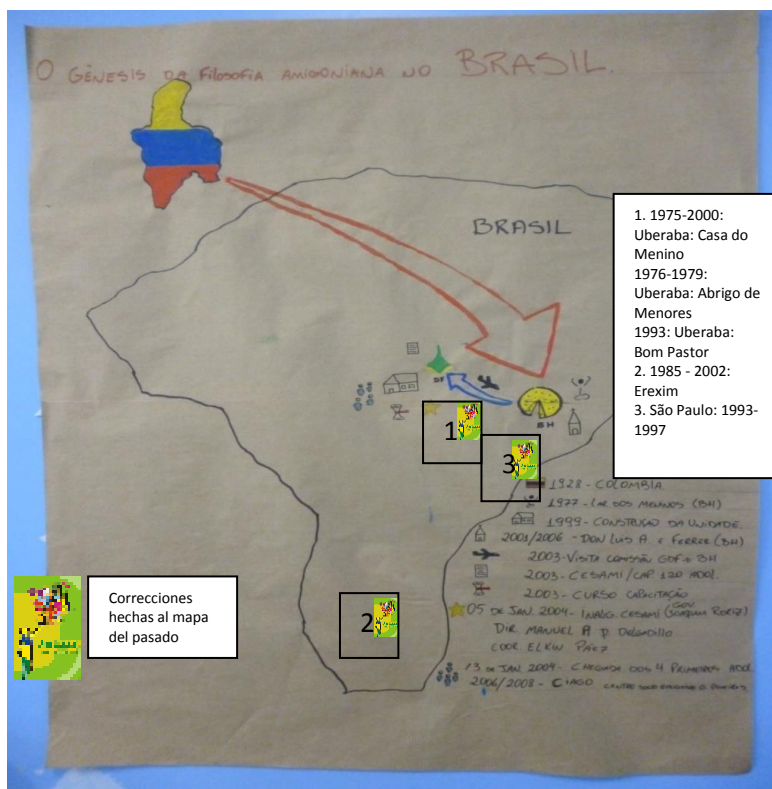 O GÊNESIS DA FILOSOFIA AMIGONIANA NO BRASIL.
BRASIL
1. 1975-2000:
Uberaba: Casa do
Menino
1976-1979:
Uberaba: Abrigo de
Menores
1993: Uberaba:
Bom Pastor
2. 1985 - 2002:
Erexim
3. São Paulo: 1993-
1997
DF
BH
1
3
1928 - COLOMBIA
1977 - LAR DOS MENINOS (BH)
1999 - CONSTRUÇÃO DA UNIDADE
2001/2006 - DON LUIS A. e FERRER (BH)
2003 - VISITA COMISSÃO GDF a BH
2003 - CESAMI/CAP 120 ADOL.
2003 - CURSO CAPACITAÇÃO
05 DE JAN. 2004 - INAUG. CESAMI (GOV JOAQUIM RORIZ)
DIR. MANUEL
COOR. ELKIN PÁEZ
13 de JAN. 2004 - CHEGADA DOS 4 PRIMEIROS ADOL
2006/2008 - CIAGO
2
Correcciones
hechas al mapa
del pasado